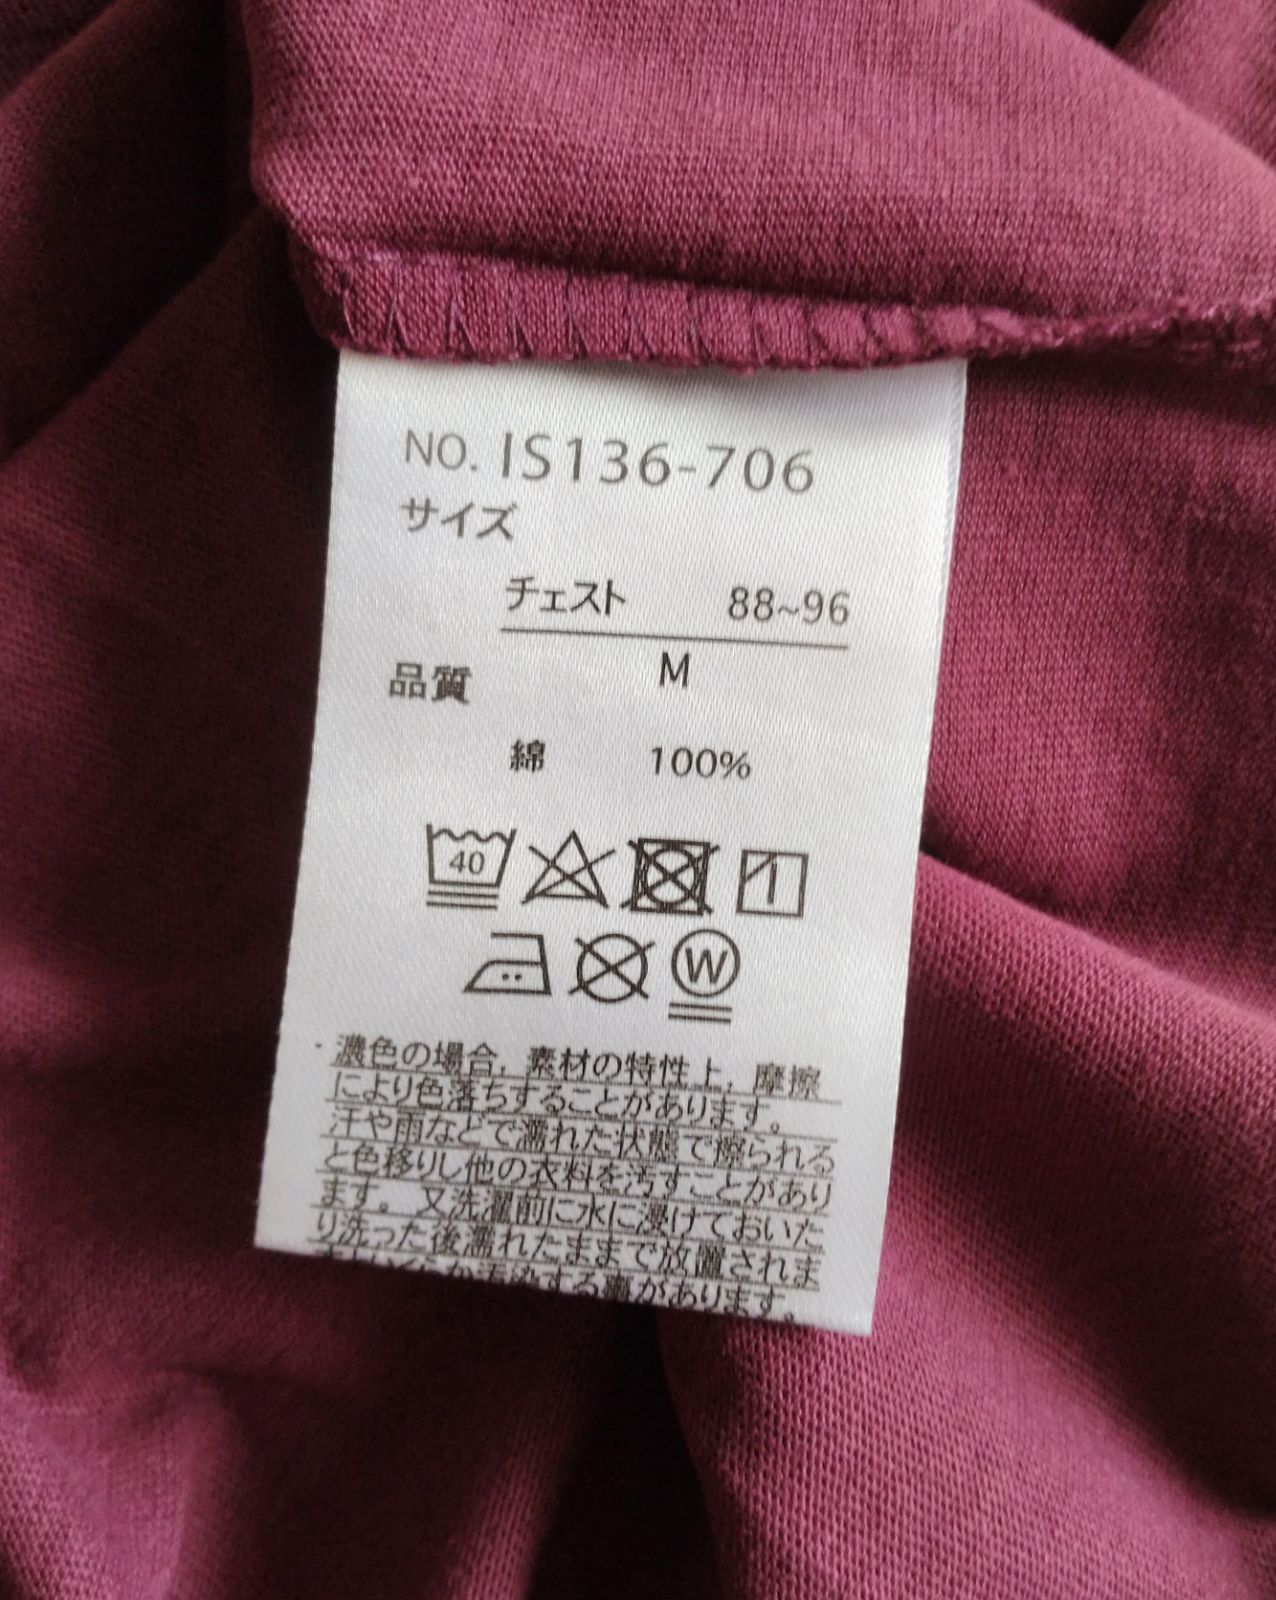 NO. IS136-706
サイズ
チェスト 88~96
M
品質
綿 100%
40
W
・濃色の場合，素材の特性上，摩擦
により色落ちすることがあります。
汗や雨などで濡れた状態で擦られる
と色移りし他の衣料を汚すことがあり
ます。又洗濯前に水に浸けておいた
り洗った後濡れたままで放置されま
汚染する事があります。